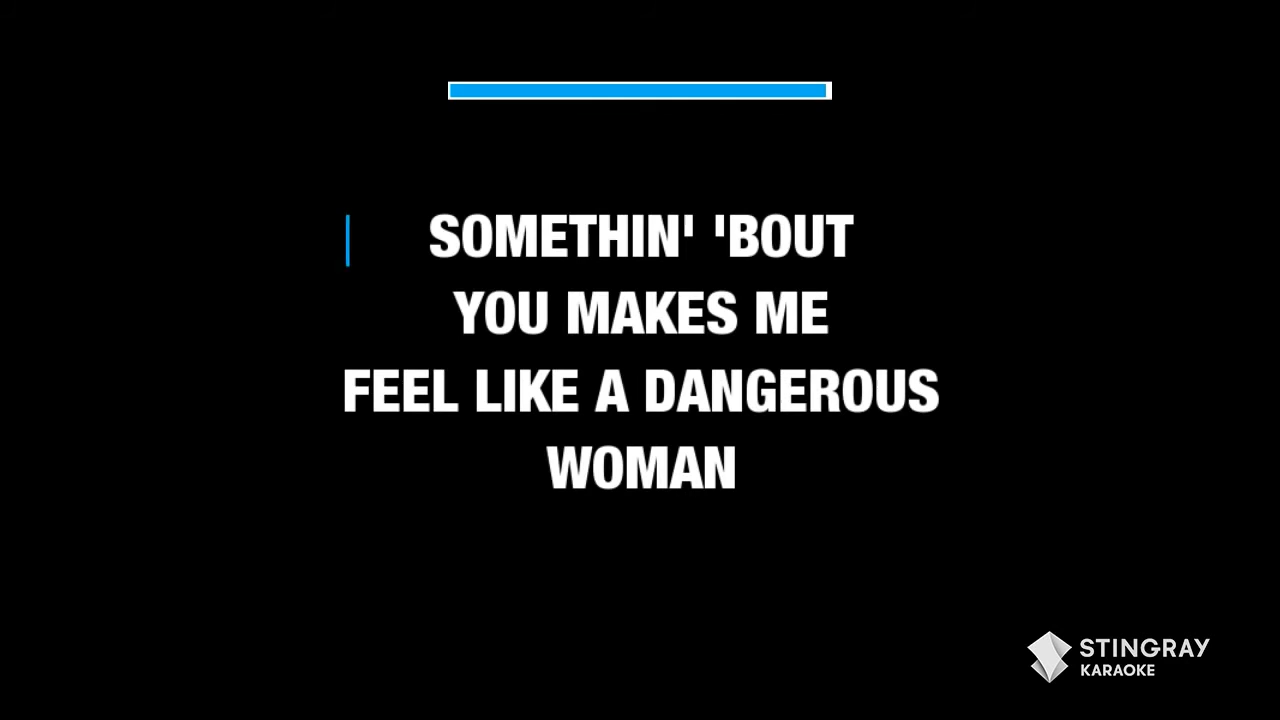 SOMETHIN' 'BOUT
YOU MAKES ME
FEEL LIKE A DANGEROUS
WOMAN
STINGRAY
KARAOKE